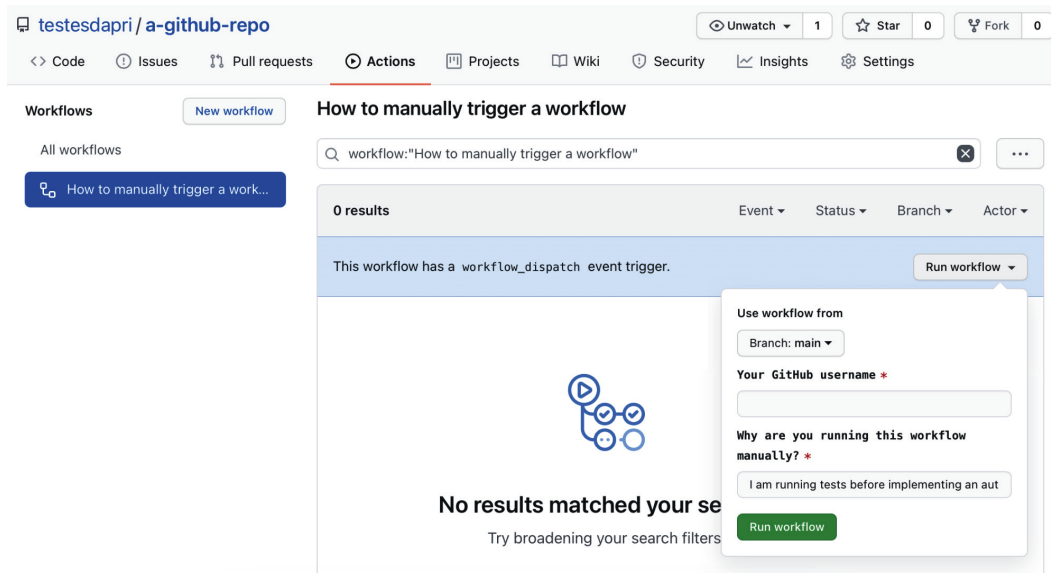 testesdapri / a-github-repo
Unwatch 1 Star 0 Fork 0
<> Code Issues Pull requests Actions Projects Wiki Security Insights Settings
Workflows
New workflow
All workflows
How to manually trigger a work...
How to manually trigger a workflow
workflow:"How to manually trigger a workflow"
0 results
Event Status Branch Actor
This workflow has a workflow_dispatch event trigger.
Run workflow
Use workflow from
Branch: main
Your GitHub username *
Why are you running this workflow
manually? *
I am running tests before implementing an aut
Run workflow
No results matched your se
Try broadening your search filters